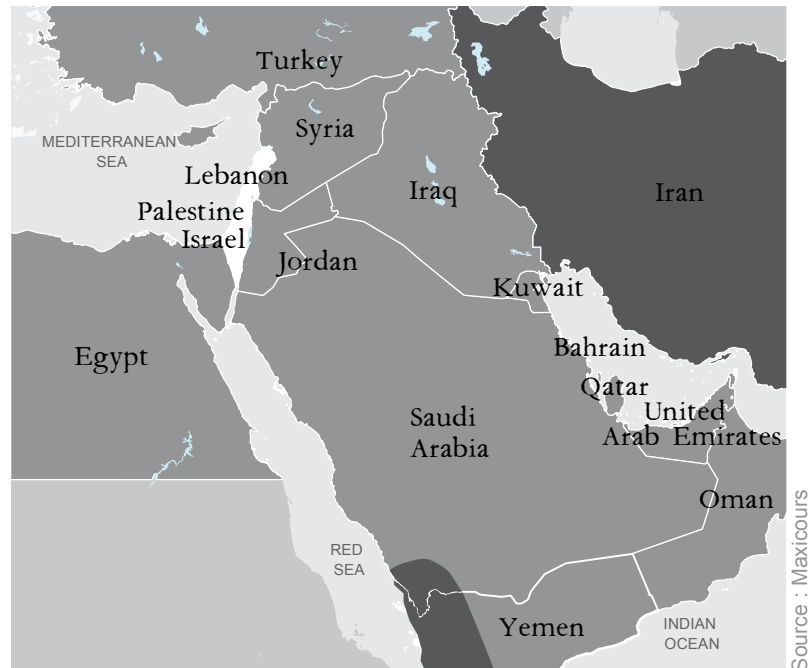 Turkey
Syria
MEDITERRANEAN
SEA
Lebanon
Iraq
Iran
Palestine
Israel
Jordan
Kuwait
Egypt
Bahrain
Qatar
United
Arab Emirates
Saudi
Arabia
Oman
RED
SEA
Yemen
INDIAN
OCEAN
Source : Maxicours